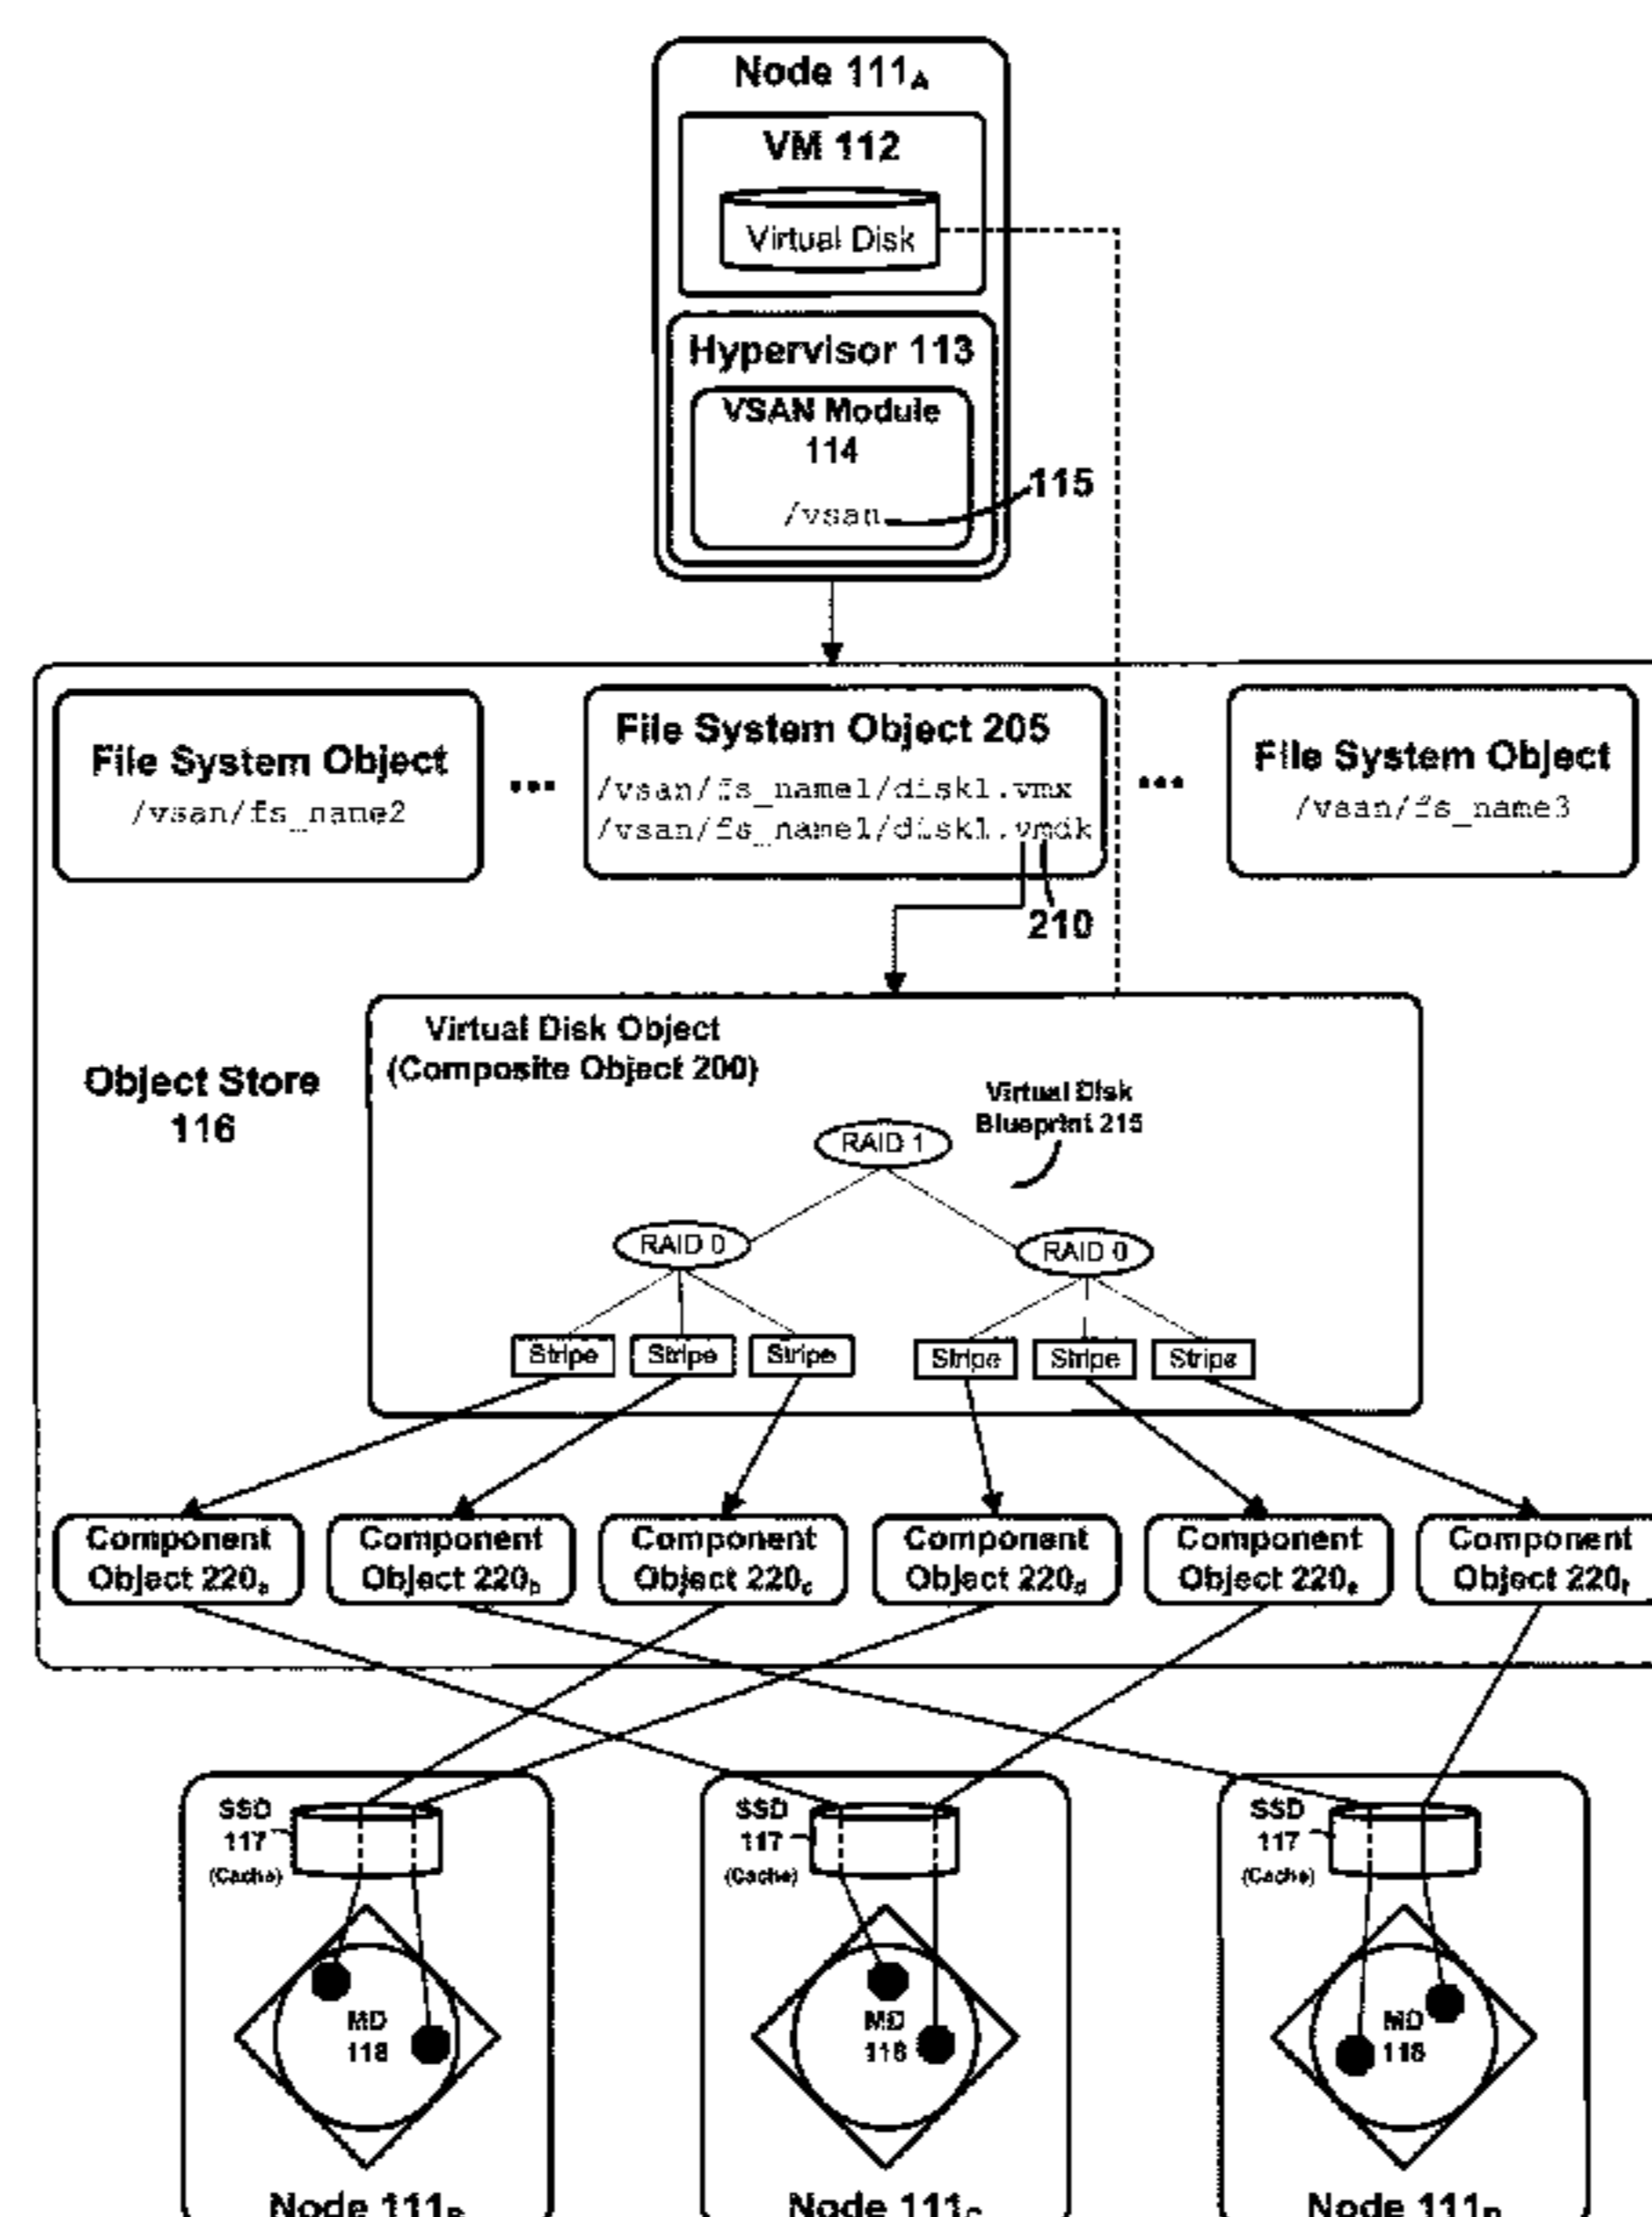 Node 111A
VM 112
Virtual Disk
Hypervisor 113
VSAN Module
114
/vsan
115
File System Object
/vsan/fs_name2
...
File System Object 205
/vsan/fs_name1/disk1.vmx
/vsan/fs_name1/disk1.vmdk
...
File System Object
/vsan/fs_name3
210
Virtual Disk Object
(Composite Object 200)
Object Store
116
Virtual Disk
Blueprint 215
RAID 1
RAID 0
RAID 0
Stripe
Stripe
Stripe
Stripe
Stripe
Stripe
Component
Object 220a
Component
Object 220b
Component
Object 220c
Component
Object 220d
Component
Object 220e
Component
Object 220f
SSD
117
(Cache)
MD
118
Node 111B
SSD
117
(Cache)
MD
118
Node 111C
SSD
117
(Cache)
MD
118
Node 111D